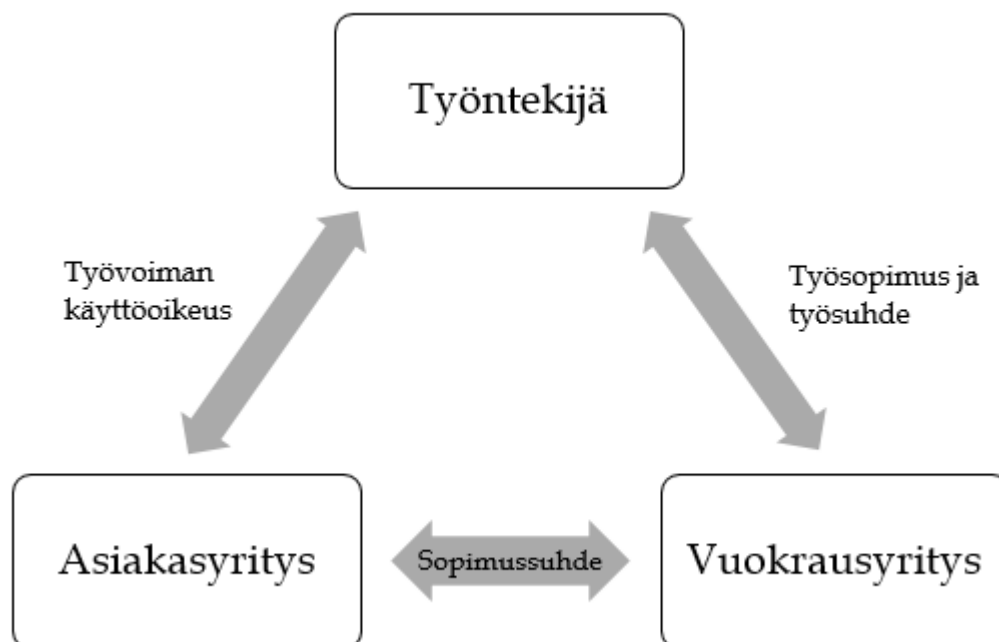 Työntekijä
Työvoiman
käyttöoikeus
Työsopimus ja
työsuhde
Asiakasyritys
Sopimussuhde
Vuokrausyritys